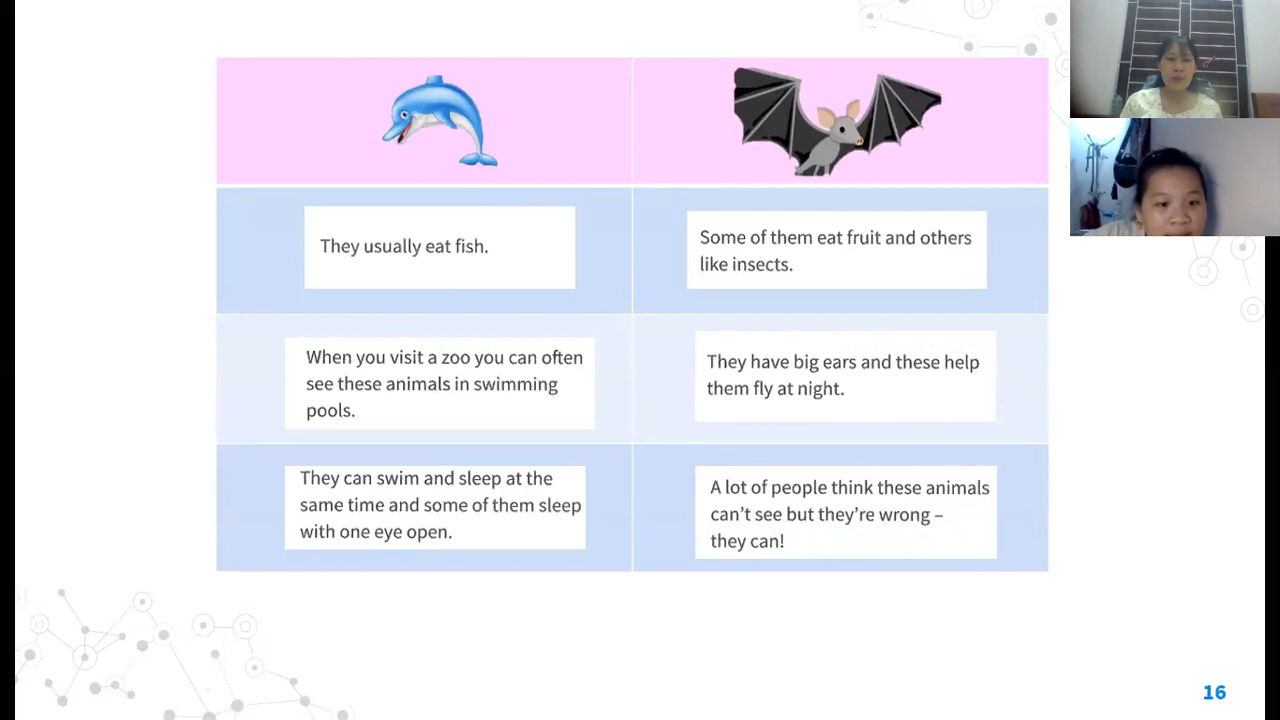 They usually eat fish.
Some of them eat fruit and others
like insects.
When you visit a zoo you can often
see these animals in swimming
pools.
They have big ears and these help
them fly at night.
They can swim and sleep at the
same time and some of them sleep
with one eye open.
A lot of people think these animals
can’t see but they’re wrong –
they can!
16